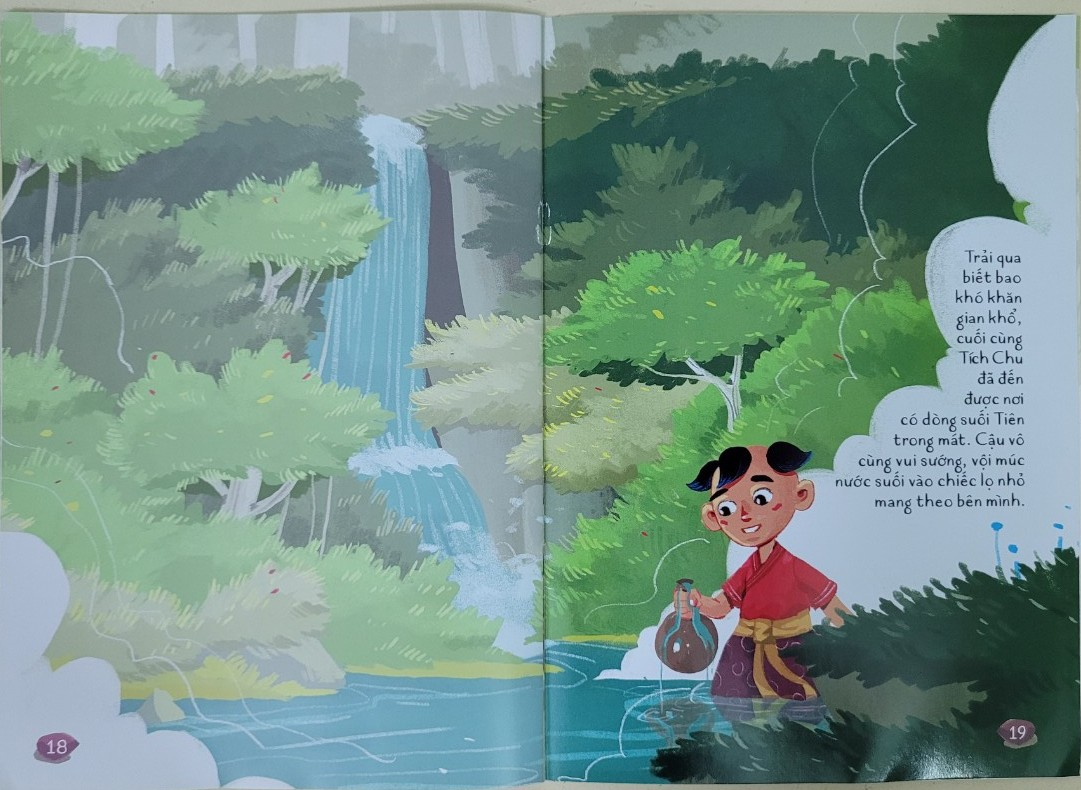 Trải qua
biết bao
khó khăn
gian khổ,
cuối cùng
Tích Chu
đã đến
được nơi
có dòng suối Tiên
trong mát. Cậu vô
cùng vui sướng, vội múc
nước suối vào chiếc lọ nhỏ
mang theo bên mình.
18
19